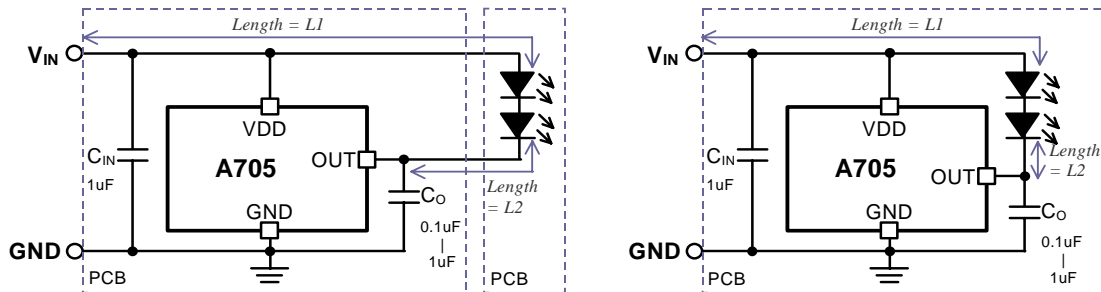 Length = L1
VIN
VDD
CIN
1uF
A705
OUT
Length
= L2
GND
CO
0.1uF
|
1uF
GND
PCB
PCB
Length = L1
VIN
VDD
CIN
1uF
A705
OUT
Length
= L2
GND
CO
0.1uF
|
1uF
GND
PCB